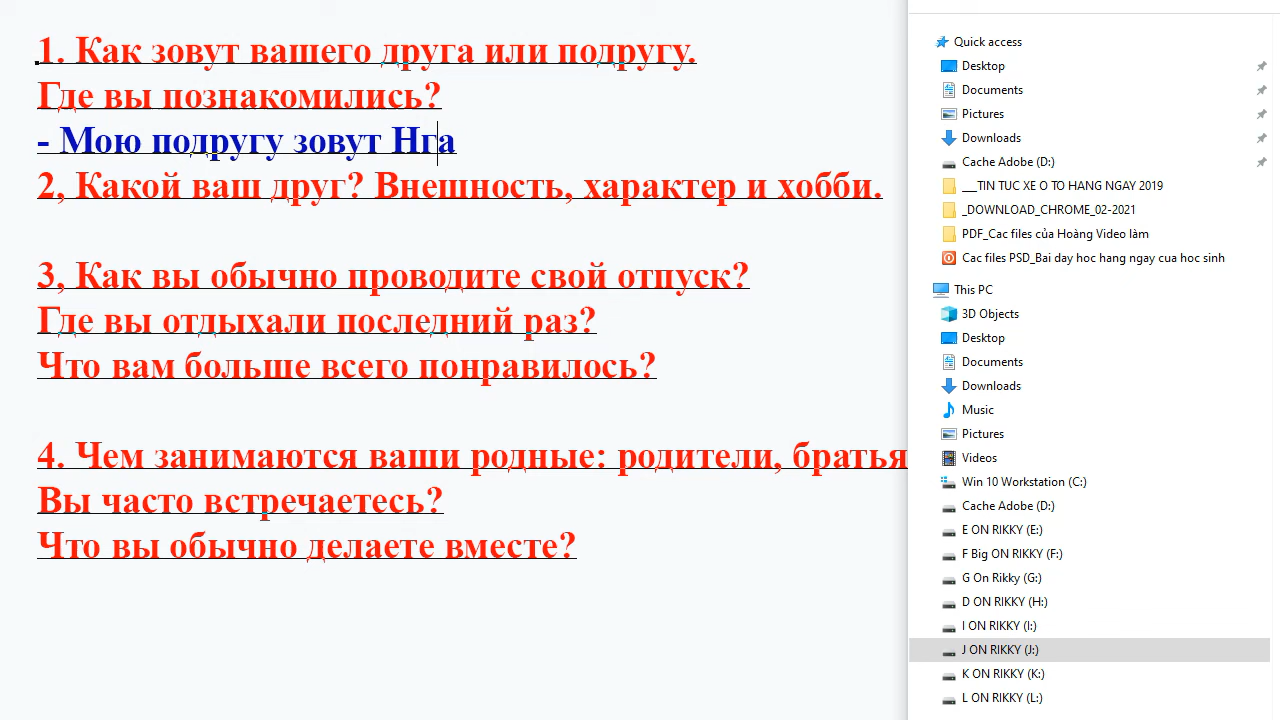 1. Как зовут вашего друга или подругу.
Где вы познакомились?
- Мою подругу зовут Нга
2, Какой ваш друг? Внешность, характер и хобби.
3, Как вы обычно проводите свой отпуск?
Где вы отдыхали последний раз?
Что вам больше всего понравилось?
4. Чем занимаются ваши родные: родители, братья
Вы часто встречаетесь?
Что вы обычно делаете вместе?
Quick access
Desktop
Documents
Pictures
Downloads
Cache Adobe (D:)
___TIN TUC XE O TO HANG NGAY 2019
_DOWNLOAD_CHROME_02-2021
PDF_Cac files của Hoàng Video làm
Cac files PSD_Bai day hoc hang ngay cua hoc sinh
This PC
3D Objects
Desktop
Documents
Downloads
Music
Pictures
Videos
Win 10 Workstation (C:)
Cache Adobe (D:)
E ON RIKKY (E:)
F Big ON RIKKY (F:)
G On Rikky (G:)
D ON RIKKY (H:)
I ON RIKKY (I:)
J ON RIKKY (J:)
K ON RIKKY (K:)
L ON RIKKY (L:)